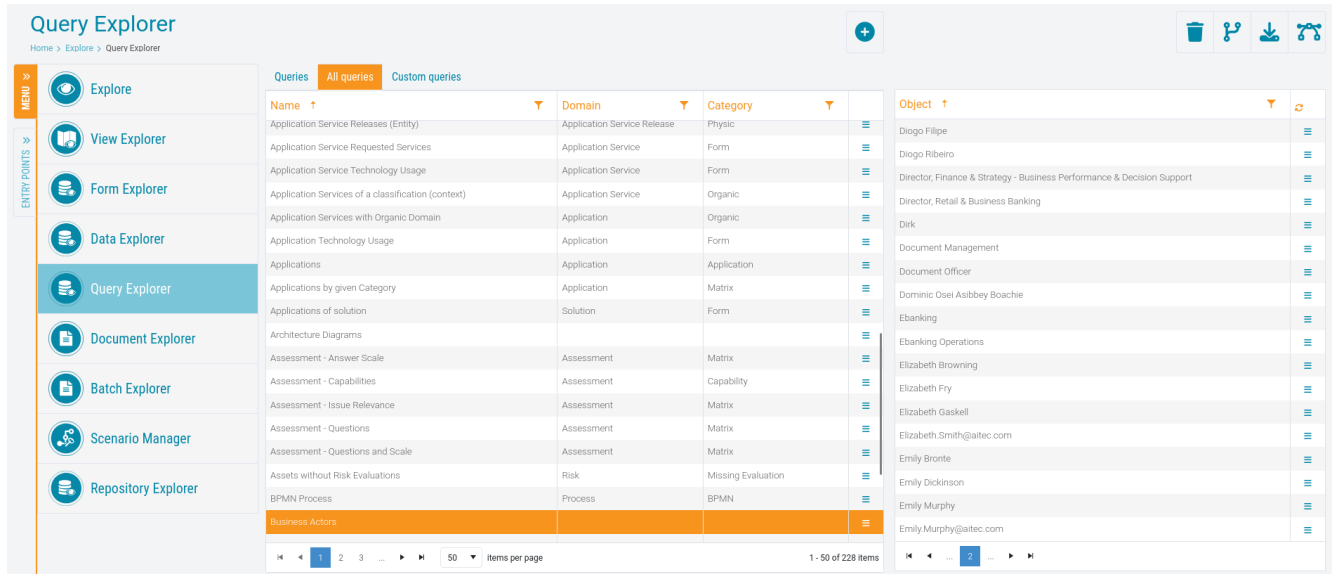 Query Explorer
Home > Explore > Query Explorer
MENU
ENTRY POINTS
Explore
View Explorer
Form Explorer
Data Explorer
Query Explorer
Document Explorer
Batch Explorer
Scenario Manager
Repository Explorer
Queries All queries Custom queries
Name Domain Category
Application Service Releases (Entity) Application Service Release Physic
Application Service Requested Services Application Service Form
Application Service Technology Usage Application Service Form
Application Services of a classification (context) Application Service Organic
Application Services with Organic Domain Application Organic
Application Technology Usage Application Form
Applications Application Application
Applications by given Category Application Matrix
Applications of solution Solution Form
Architecture Diagrams
Assessment - Answer Scale Assessment Matrix
Assessment - Capabilities Assessment Capability
Assessment - Issue Relevance Assessment Matrix
Assessment - Questions Assessment Matrix
Assessment - Questions and Scale Assessment Matrix
Assets without Risk Evaluations Risk Missing Evaluation
BPMN Process Process BPMN
Business Actors
1 2 3 ... 50 items per page 1 - 50 of 228 items
Object
Diogo Filipe
Diogo Ribeiro
Director, Finance & Strategy - Business Performance & Decision Support
Director, Retail & Business Banking
Dirk
Document Management
Document Officer
Dominic Osei Asibbey Boachie
Ebanking
Ebanking Operations
Elizabeth Browning
Elizabeth Fry
Elizabeth Gaskell
Elizabeth.Smith@aitec.com
Emily Bronte
Emily Dickinson
Emily Murphy
Emily.Murphy@aitec.com
... 2 ...